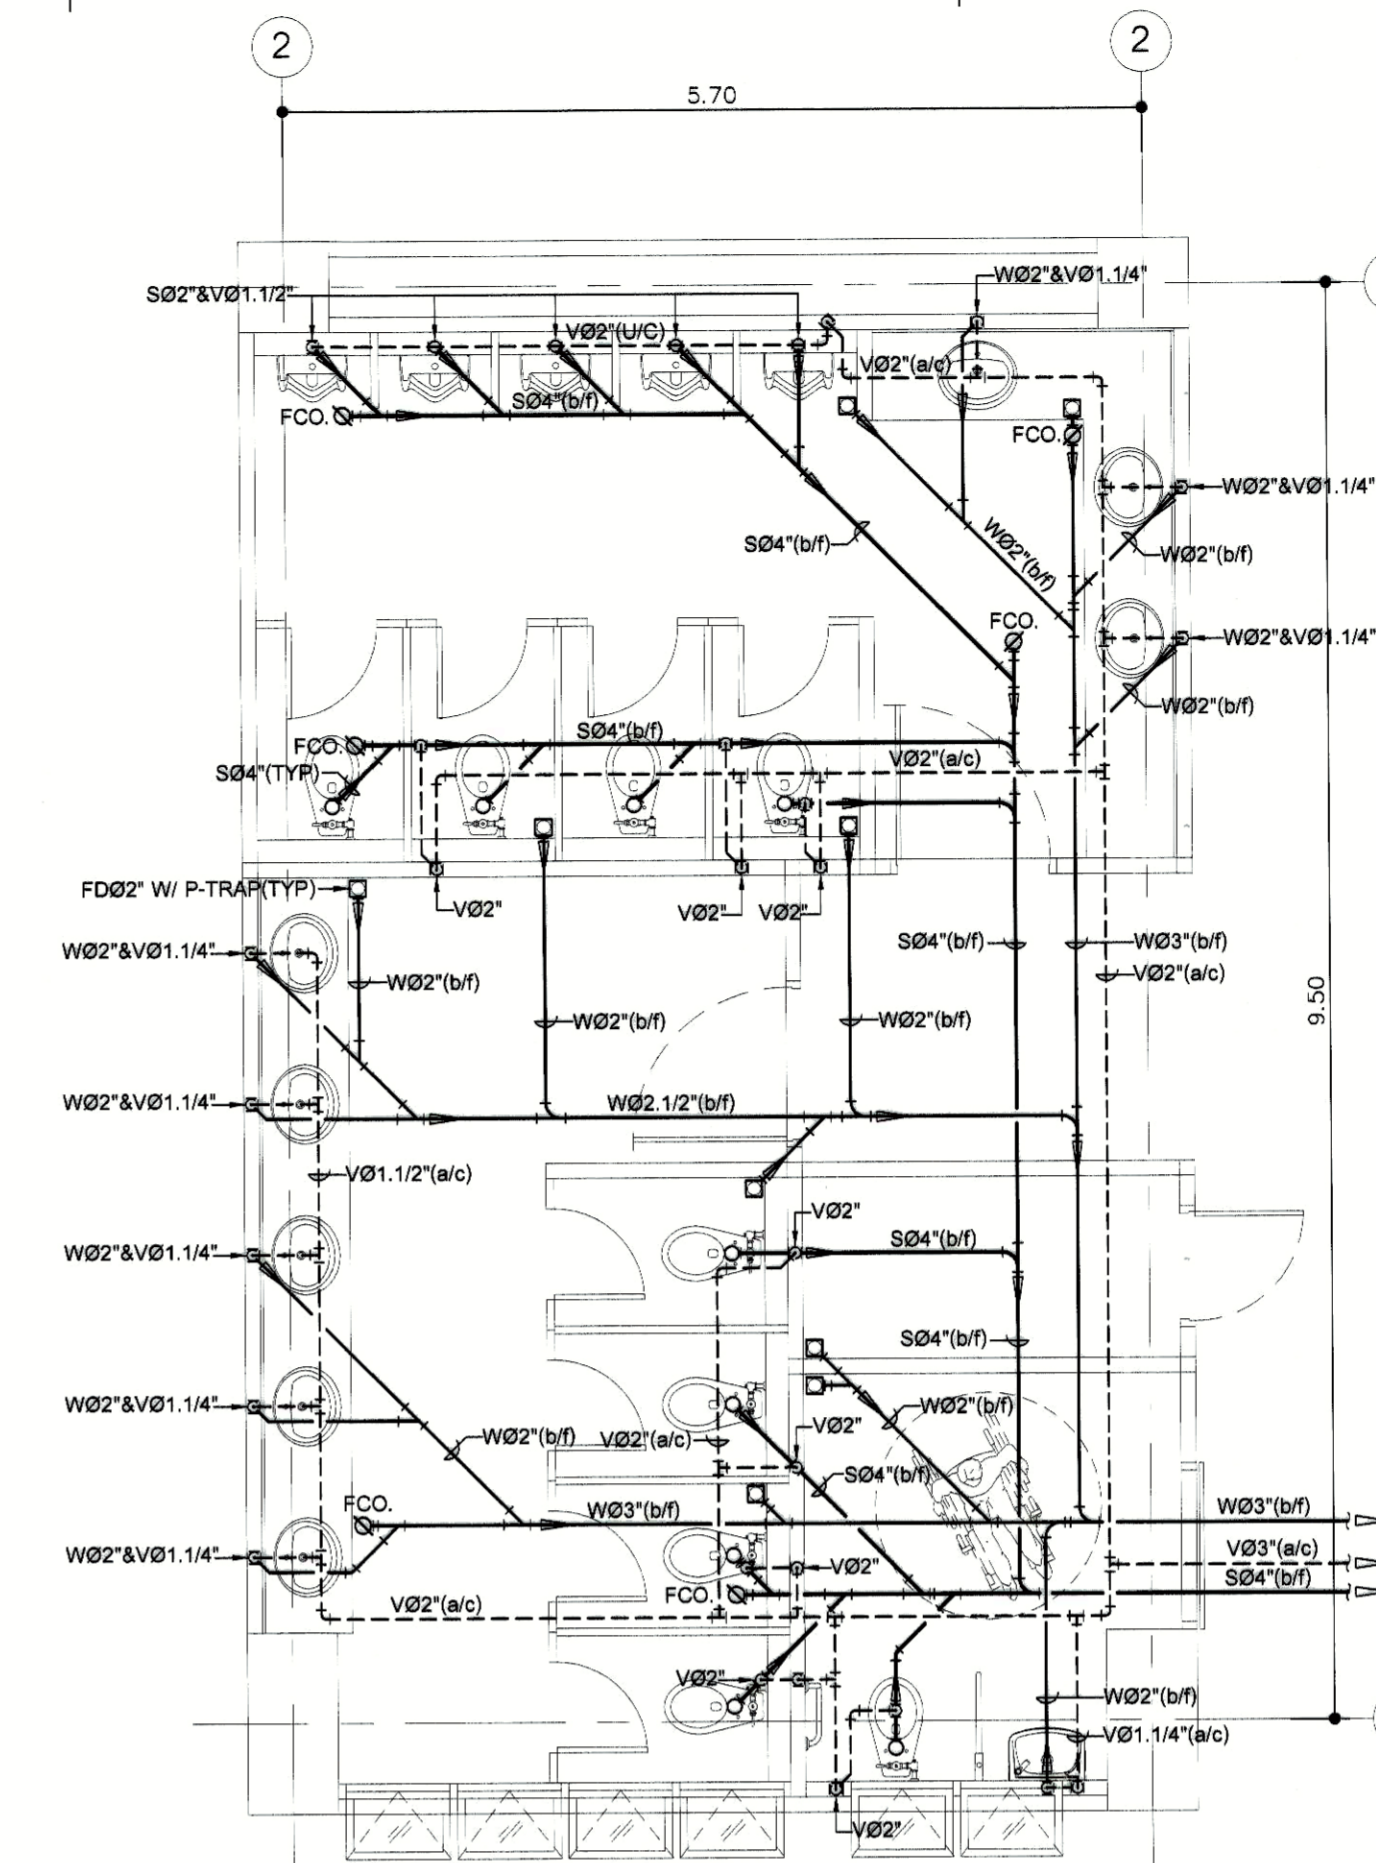 2
2
5.70
WØ2"&VØ1.1/4"
SØ2"&VØ1.1/2"
VØ2"(U/C)
VØ2"(a/c)
SØ4"(b/f)
FCO.
FCO.
WØ2"&VØ1.1/4"
SØ4"(b/f)
WØ2"(b/f)
WØ2"(b/f)
FCO.
WØ2"&VØ1.1/4"
WØ2"(b/f)
SØ4"(b/f)
FCO.
VØ2"(a/c)
SØ4"(TYP)
FDØ2" W/ P-TRAP(TYP)
VØ2"
VØ2"
VØ2"
WØ2"&VØ1.1/4"
SØ4"(b/f)
WØ3"(b/f)
VØ2"(a/c)
WØ2"(b/f)
9.50
WØ2"(b/f)
WØ2"(b/f)
WØ2"&VØ1.1/4"
WØ2.1/2"(b/f)
VØ1.1/2"(a/c)
VØ2"
WØ2"&VØ1.1/4"
SØ4"(b/f)
SØ4"(b/f)
WØ2"&VØ1.1/4"
WØ2"(b/f)
VØ2"
WØ2"(b/f)
VØ2"(a/c)
SØ4"(b/f)
FCO.
WØ3"(b/f)
WØ3"(b/f)
WØ2"&VØ1.1/4"
VØ3"(a/c)
VØ2"
SØ4"(b/f)
FCO.
VØ2"(a/c)
VØ2"
WØ2"(b/f)
VØ1.1/4"(a/c)
VØ2"